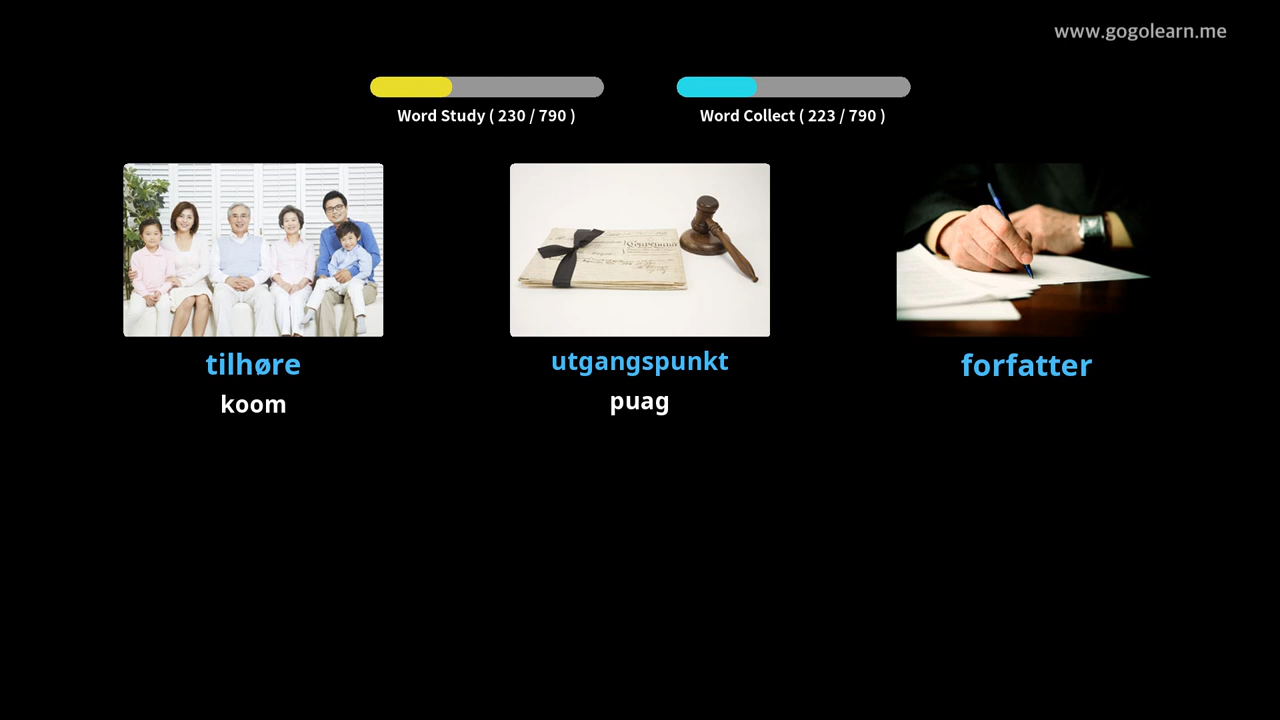 www.gogolearn.me
Word Study ( 230 / 790 )
Word Collect ( 223 / 790 )
tilhøre
utgangspunkt
forfatter
koom
puag